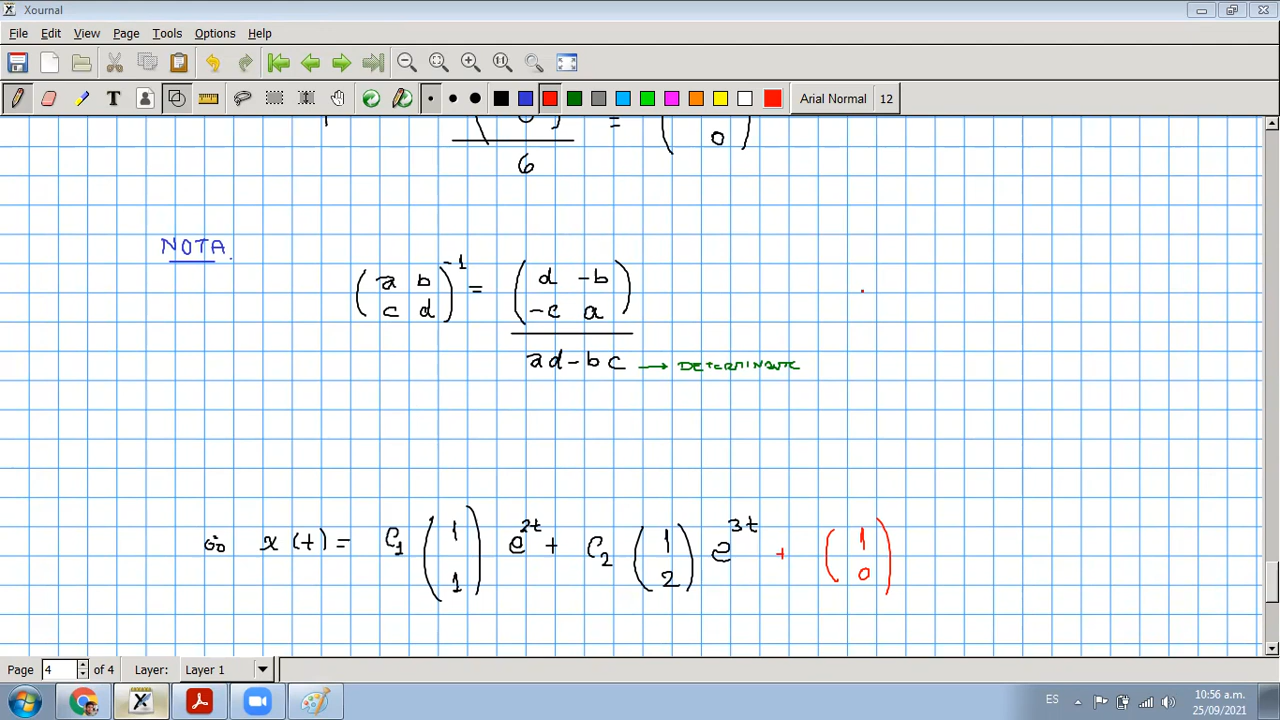 Xournal
File Edit View Page Tools Options Help
Arial Normal 12
( 0 ) = ( 0 )
6
NOTA
( a b ; c d )^-1 = ( d -b ; -c a )
ad - bc → DETERMINANTE
∴ x(t) = C1 ( 1 ; 1 ) e^2t + C2 ( 1 ; 2 ) e^3t + ( 1 ; 0 )
Page 4 of 4 Layer: Layer 1
ES 10:56 a.m.
25/09/2021